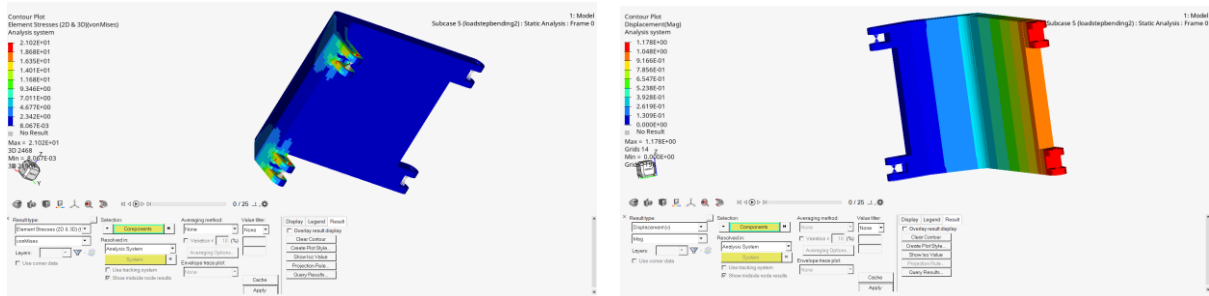 Contour Plot
Element Stresses (2D & 3D)(vonMises)
Analysis system
2.102E+01
1.868E+01
1.635E+01
1.401E+01
1.168E+01
9.346E+00
7.011E+00
4.677E+00
2.342E+00
8.067E-03
No Result
Max = 2.102E+01
3D 2468
Min = 8.067E-03
Y
1: Model
Subcase 5 (loadstepbending2) : Static Analysis : Frame 0
0 / 25
Result type:
Element Stresses (2D & 3D) (t
vonMises
Layers:
Use corner data
Selection:
Components
Resolved in:
Analysis System
System
Use tracking system
Show midside node results
Averaging method:
None
Variation < 10 (%)
Averaging Options...
Envelope trace plot:
None
Value filter:
None
Cache
Apply
Display Legend Result
Overlay result display
Clear Contour
Create Plot Style...
Show Iso Value
Projection Rule...
Query Results...
Contour Plot
Displacement(Mag)
Analysis system
1.178E+00
1.048E+00
9.166E-01
7.856E-01
6.547E-01
5.238E-01
3.928E-01
2.619E-01
1.309E-01
0.000E+00
No Result
Max = 1.178E+00
Grids 14
Min = 0.000E+00
1: Model
Subcase 5 (loadstepbending2) : Static Analysis : Frame 0
0 / 25
Result type:
Displacement(v)
Mag
Layers:
Use corner data
Selection:
Components
Resolved in:
Analysis System
System
Use tracking system
Show midside node results
Averaging method:
None
Variation < 10 (%)
Averaging Options...
Envelope trace plot:
None
Value filter:
None
Cache
Apply
Display Legend Result
Overlay result display
Clear Contour
Create Plot Style...
Show Iso Value
Projection Rule...
Query Results...